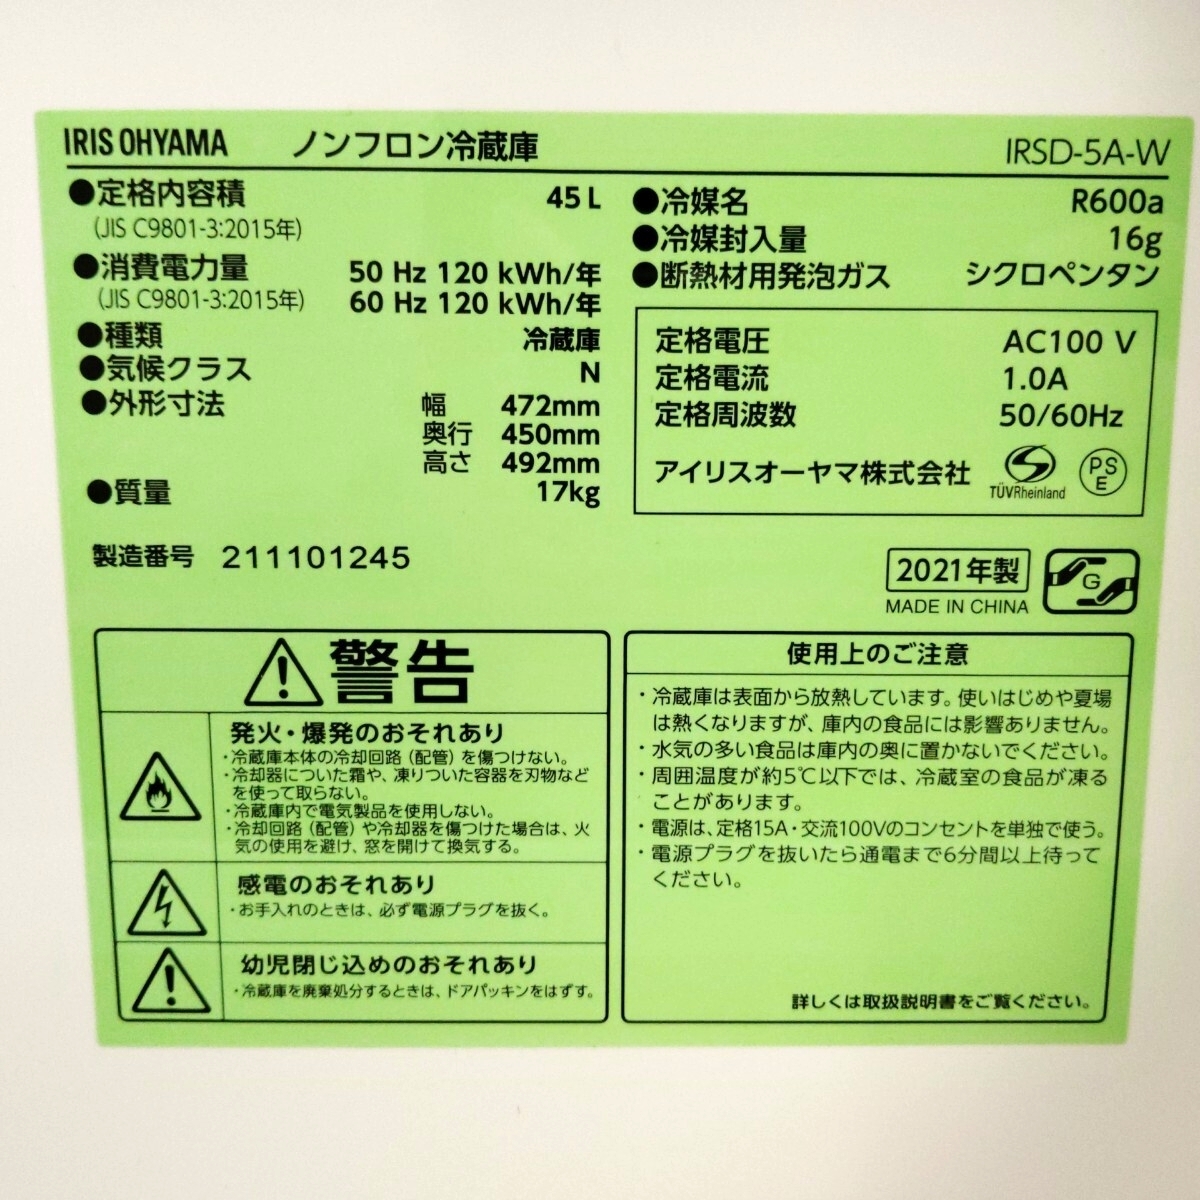 IRIS OHYAMA ノンフロン冷蔵庫 IRSD-5A-W
●定格内容積 45 L
(JIS C9801-3:2015年)
●消費電力量 50 Hz 120 kWh/年
(JIS C9801-3:2015年) 60 Hz 120 kWh/年
●種類 冷蔵庫
●気候クラス N
●外形寸法 幅 472mm
奥行 450mm
高さ 492mm
●質量 17kg
●冷媒名 R600a
●冷媒封入量 16g
●断熱材用発泡ガス シクロペンタン
定格電圧 AC100 V
定格電流 1.0A
定格周波数 50/60Hz
アイリスオーヤマ株式会社 TÜVRheinland PSE
製造番号 211101245
2021年製
MADE IN CHINA
G
警告
発火・爆発のおそれあり
・冷蔵庫本体の冷却回路（配管）を傷つけない。
・冷却器についた霜や、凍りついた容器を刃物など
を使って取らない。
・冷蔵庫内で電気製品を使用しない。
・冷却回路（配管）や冷却器を傷つけた場合は、火
気の使用を避け、窓を開けて換気する。
感電のおそれあり
・お手入れのときは、必ず電源プラグを抜く。
幼児閉じ込めのおそれあり
・冷蔵庫を廃棄処分するときは、ドアパッキンをはずす。
使用上のご注意
・冷蔵庫は表面から放熱しています。使いはじめや夏場
は熱くなりますが、庫内の食品には影響ありません。
・水気の多い食品は庫内の奥に置かないでください。
・周囲温度が約5℃以下では、冷蔵室の食品が凍る
ことがあります。
・電源は、定格15A・交流100Vのコンセントを単独で使う。
・電源プラグを抜いたら通電まで6分間以上待って
ください。
詳しくは取扱説明書をご覧ください。